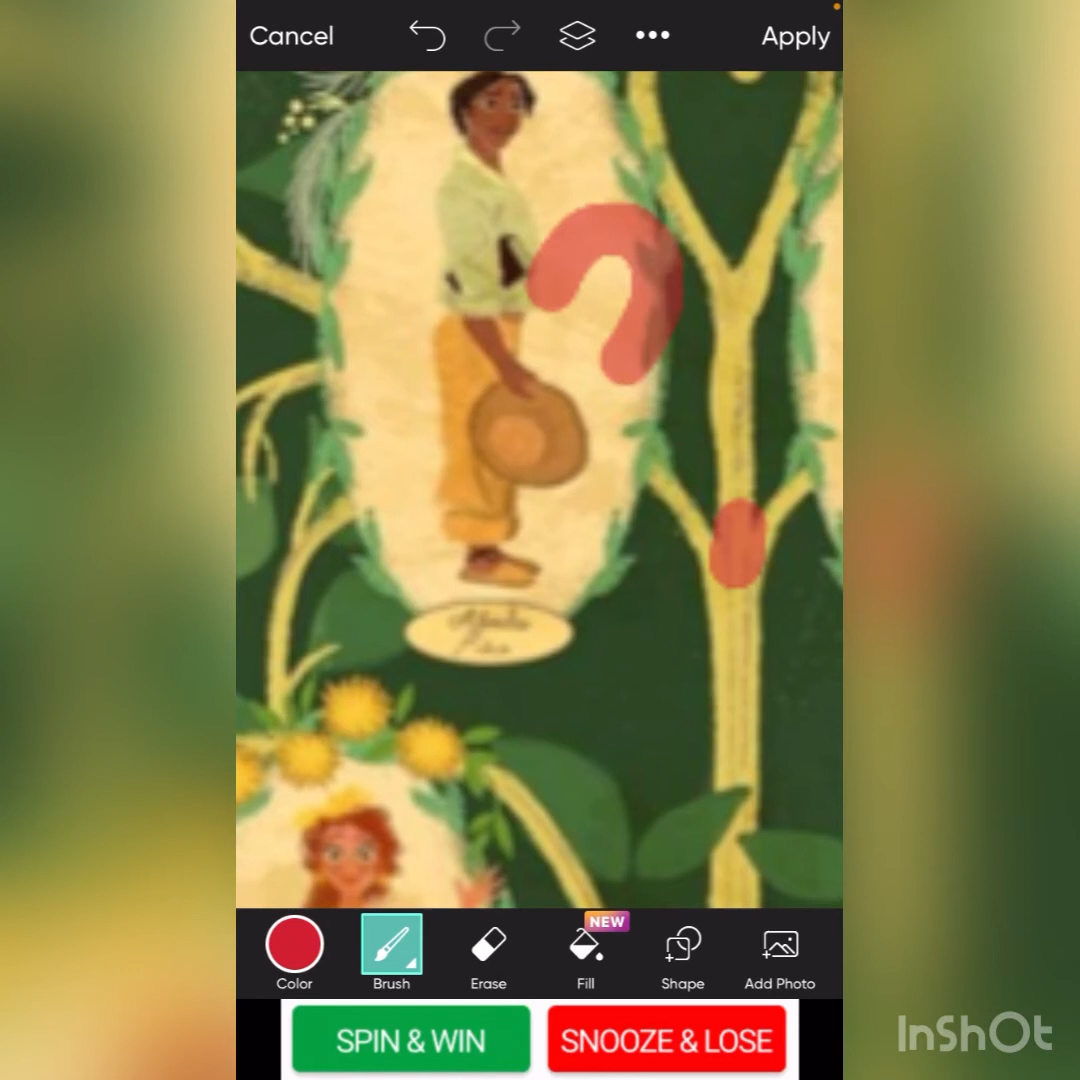 Cancel
Apply
NEW
Color
Brush
Erase
Fill
Shape
Add Photo
SPIN & WIN
SNOOZE & LOSE
InShOt